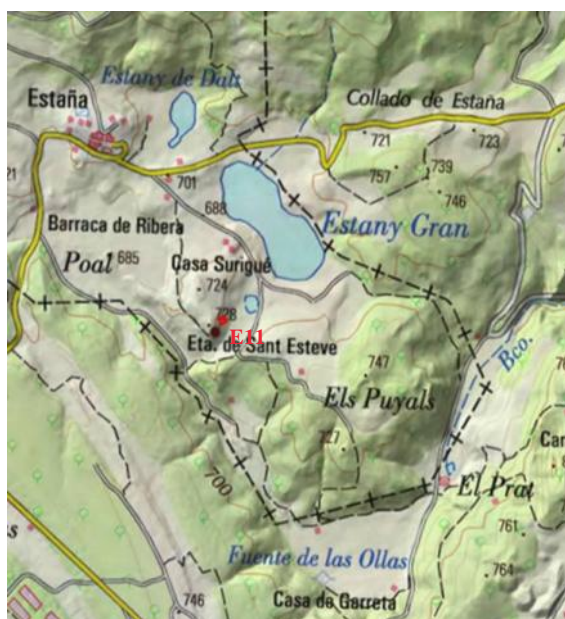 Estany de Dalt
Estaña
Collado de Estaña
721
723
739
757
701
746
688
Barraca de Ribera
Estany Gran
Poal 685
Casa Surigué
724
728
E11
Eta. de Sant Esteve
Bco.
747
Els Puyals
727
700
El Prat
761
Fuente de las Ollas
764
746
Casa de Garreta